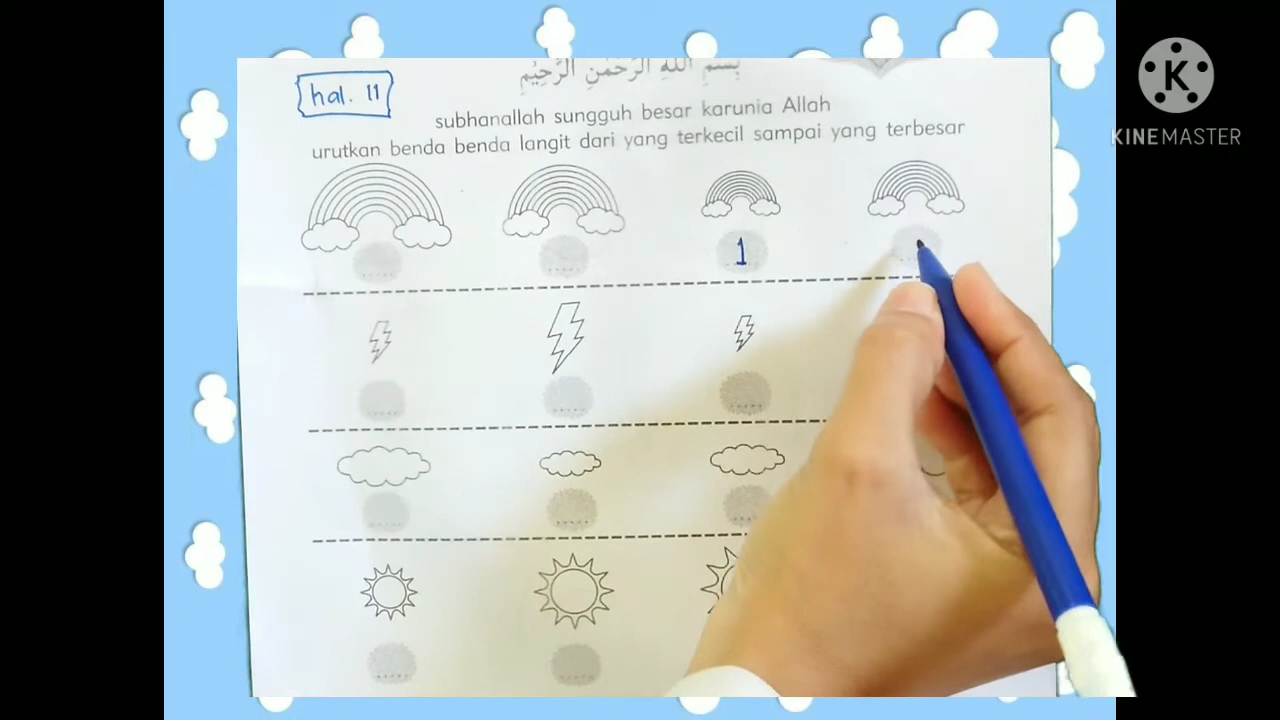 بِسْمِ اللَّهِ الرَّحْمَنِ الرَّحِيْمِ
hal. 11
subhanallah sungguh besar karunia Allah
urutkan benda benda langit dari yang terkecil sampai yang terbesar
1
K
KINEMASTER